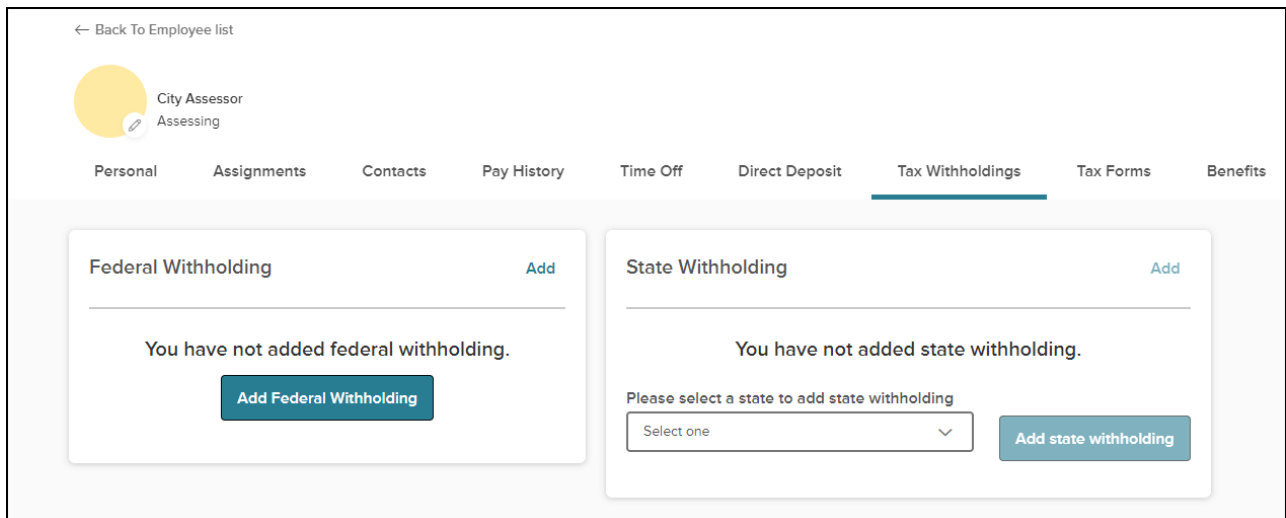 ← Back To Employee list
City Assessor
Assessing
Personal Assignments Contacts Pay History Time Off Direct Deposit Tax Withholdings Tax Forms Benefits
Federal Withholding Add
You have not added federal withholding.
Add Federal Withholding
State Withholding Add
You have not added state withholding.
Please select a state to add state withholding
Select one
Add state withholding